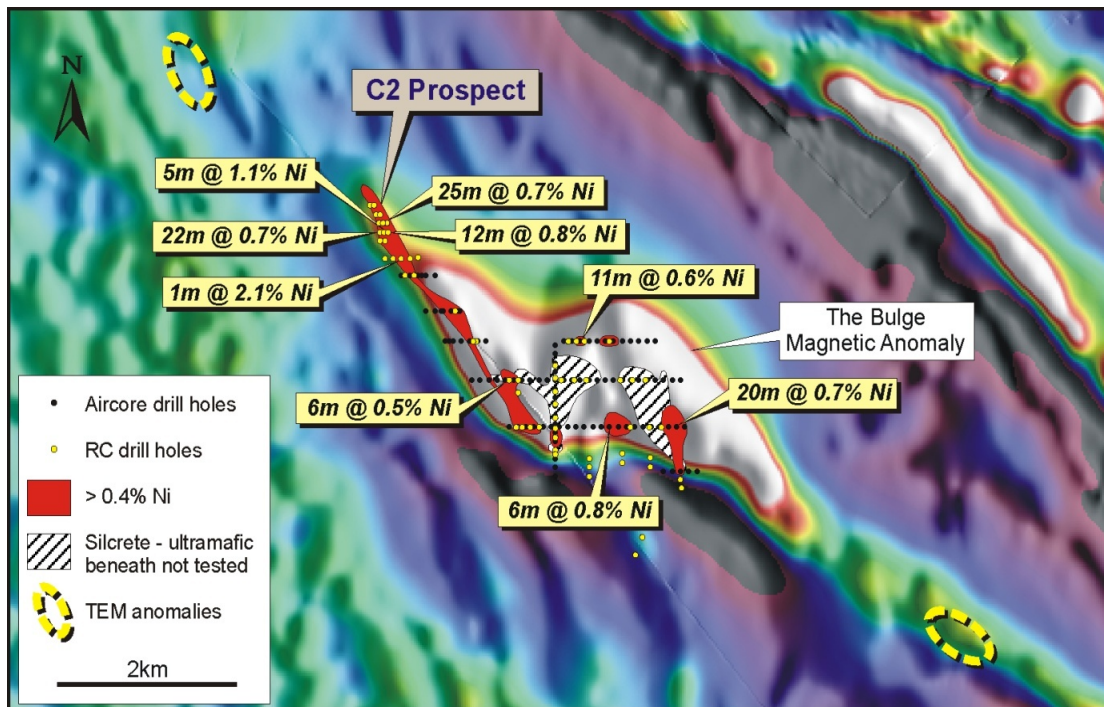 N
C2 Prospect
5m @ 1.1% Ni
25m @ 0.7% Ni
22m @ 0.7% Ni
12m @ 0.8% Ni
1m @ 2.1% Ni
11m @ 0.6% Ni
The Bulge
Magnetic Anomaly
6m @ 0.5% Ni
20m @ 0.7% Ni
6m @ 0.8% Ni
Aircore drill holes
RC drill holes
> 0.4% Ni
Silcrete - ultramafic
beneath not tested
TEM anomalies
2km